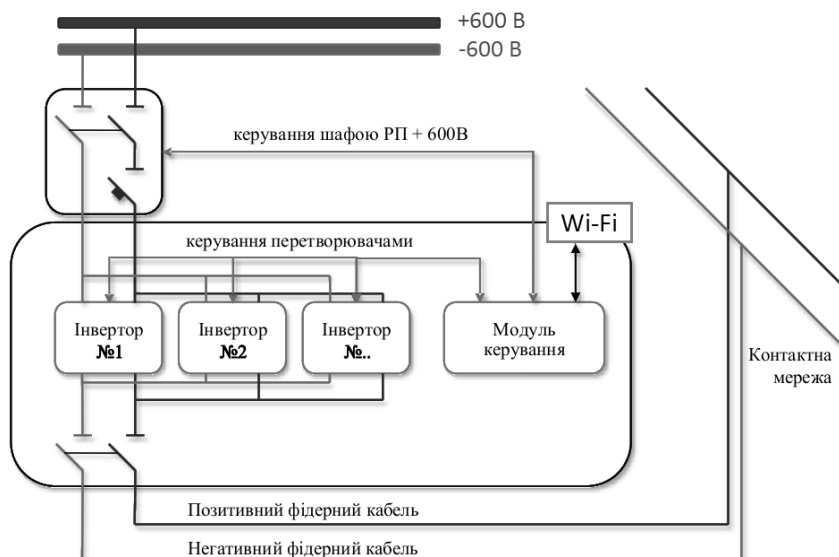 +600 В
-600 В
керування шафою РП + 600В
Wi-Fi
керування перетворювачами
Інвертор
№1
Інвертор
№2
Інвертор
№..
Модуль
керування
Контактна
мережа
Позитивний фідерний кабель
Негативний фідерний кабель